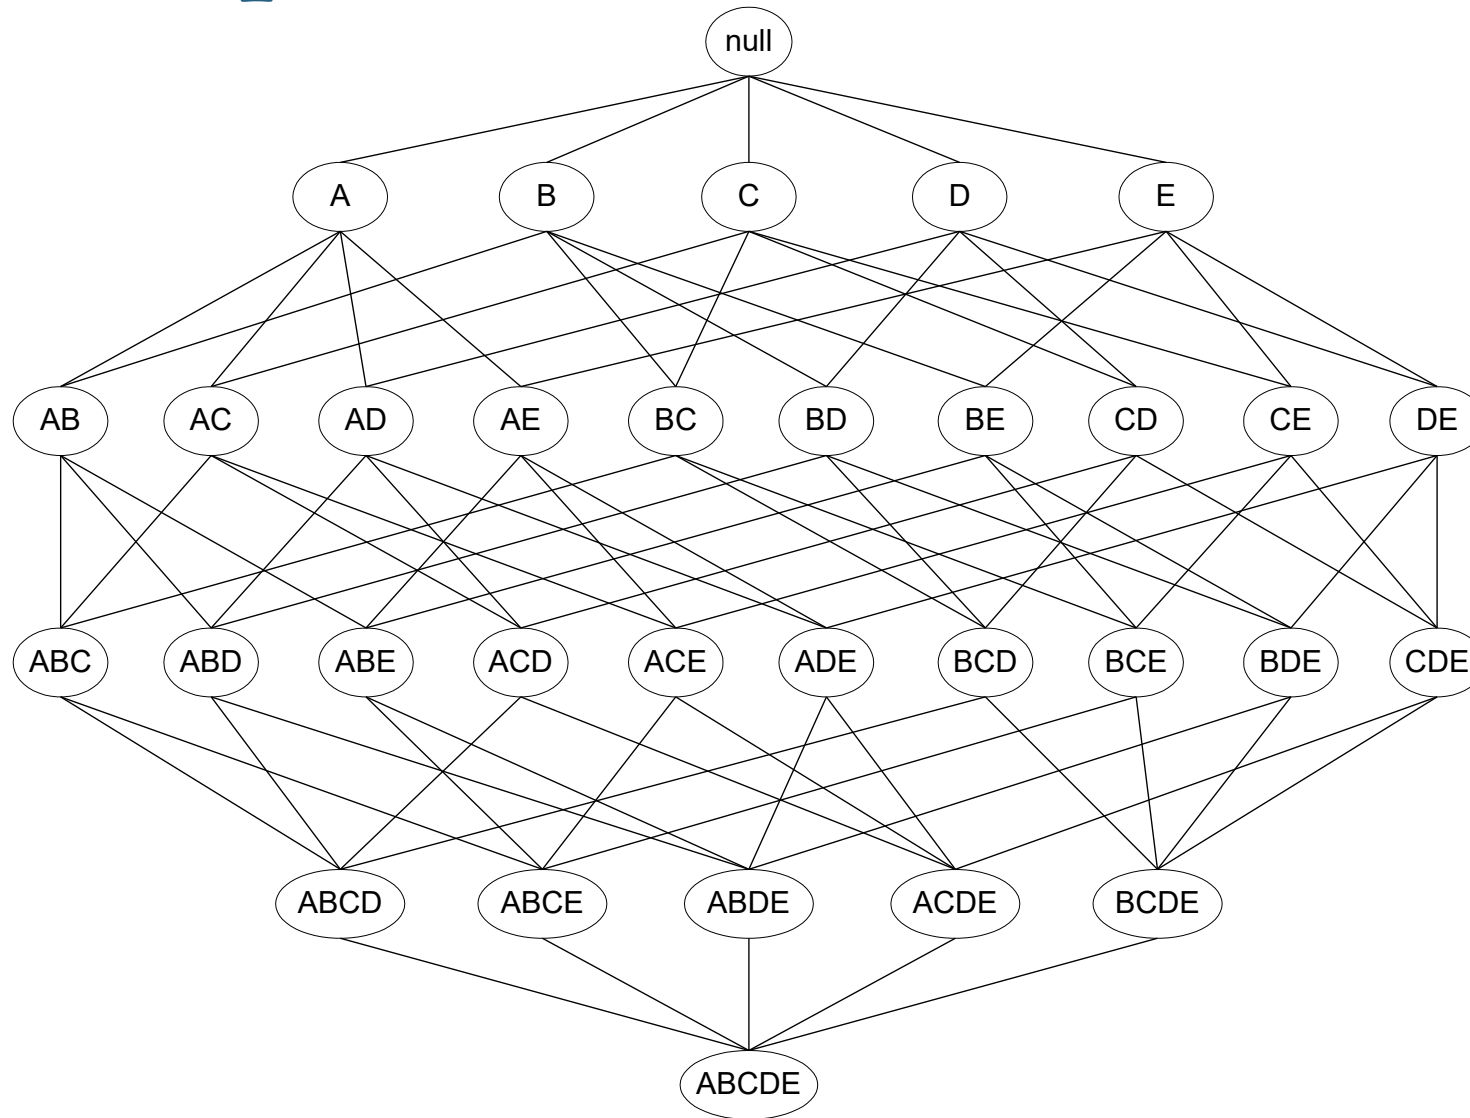 null
A B C D E
AB AC AD AE BC BD BE CD CE DE
ABC ABD ABE ACD ACE ADE BCD BCE BDE CDE
ABCD ABCE ABDE ACDE BCDE
ABCDE